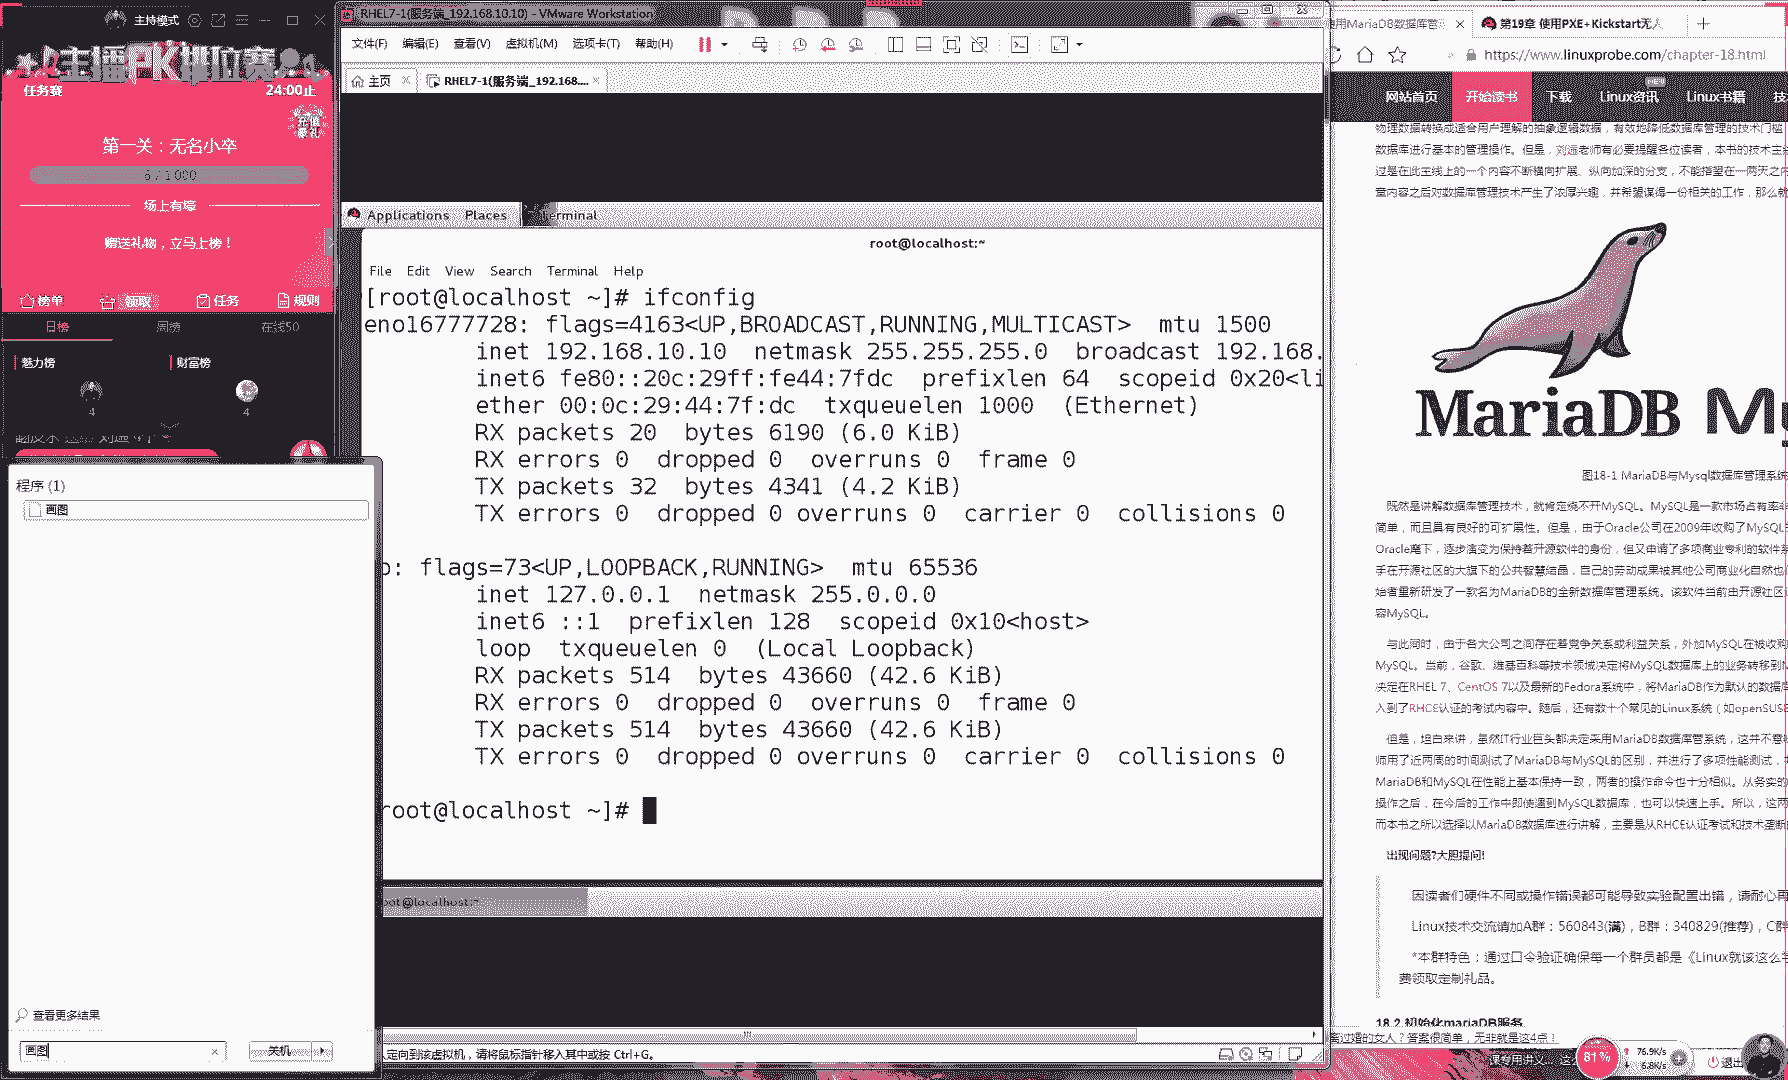 主持模式
主播PK排位赛
任务赛
24:00止
充值豪礼
第一关：无名小卒
6 / 1 000
场上有壕
赠送礼物，立马上榜！
榜单
领取
任务
规则
日榜
周榜
在线50
魅力榜
财富榜
4
4
程序 (1)
画图
查看更多结果
画图
关机
RHEL7-1(服务端_192.168.10.10) - VMware Workstation
文件(F) 编辑(E) 查看(V) 虚拟机(M) 选项卡(T) 帮助(H)
主页
RHEL7-1(服务端_192.168....
Applications Places Terminal
root@localhost:~
File Edit View Search Terminal Help
[root@localhost ~]# ifconfig
eno16777728: flags=4163<UP,BROADCAST,RUNNING,MULTICAST> mtu 1500
inet 192.168.10.10 netmask 255.255.255.0 broadcast 192.168.
inet6 fe80::20c:29ff:fe44:7fdc prefixlen 64 scopeid 0x20<li
ether 00:0c:29:44:7f:dc txqueuelen 1000 (Ethernet)
RX packets 20 bytes 6190 (6.0 KiB)
RX errors 0 dropped 0 overruns 0 frame 0
TX packets 32 bytes 4341 (4.2 KiB)
TX errors 0 dropped 0 overruns 0 carrier 0 collisions 0
o: flags=73<UP,LOOPBACK,RUNNING> mtu 65536
inet 127.0.0.1 netmask 255.0.0.0
inet6 ::1 prefixlen 128 scopeid 0x10<host>
loop txqueuelen 0 (Local Loopback)
RX packets 514 bytes 43660 (42.6 KiB)
RX errors 0 dropped 0 overruns 0 frame 0
TX packets 514 bytes 43660 (42.6 KiB)
TX errors 0 dropped 0 overruns 0 carrier 0 collisions 0
root@localhost ~]#
oot@localhost:~
定向到该虚拟机，请将鼠标指针移入其中或按 Ctrl+G。
使用MariaDB数据库管
第19章 使用PXE+Kickstart无人
https://www.linuxprobe.com/chapter-18.html
网站首页 开始读书 下载 Linux资讯 Linux书籍 技
物理数据转换成适合用户理解的抽象逻辑数据，有效地降低数据库管理的技术门槛
数据库进行基本的管理操作。但是，刘遄老师有必要提醒各位读者，本书的技术主
过是在此主线上的一个内容不断横向扩展、纵向加深的分支，不能指望在一两天之内
章内容之后对数据库管理技术产生了浓厚兴趣，并希望谋得一份相关的工作，那么就
MariaDB M
图18-1 MariaDB与Mysql数据库管理系统
既然是讲解数据库管理技术，就肯定绕不开MySQL。MySQL是一款市场占有率非
简单，而且具有良好的可扩展性。但是，由于Oracle公司在2009年收购了MySQL
Oracle麾下，逐步演变为保持着开源软件的身份，但又申请了多项商业专利的软件系
手在开源社区的大旗下的公共智慧结晶，自己的劳动成果被其他公司商业化自然也
始者重新研发了一款名为MariaDB的全新数据库管理系统。该软件当前由开源社区
容MySQL。
与此同时，由于各大公司之间存在着竞争关系或利益关系，外加MySQL在被收购
MySQL。当前，谷歌、维基百科等技术领域决定将MySQL数据库上的业务转移到M
决定在RHEL 7、CentOS 7以及最新的Fedora系统中，将MariaDB作为默认的数据库
入到了RHCE认证的考试内容中。随后，还有数十个常见的Linux系统（如openSUSE
但是，坦白来讲，虽然IT行业巨头都决定采用MariaDB数据库管系统，这并不意味
师用了近两周的时间测试了MariaDB与MySQL的区别，并进行了多项性能测试，
MariaDB和MySQL在性能上基本保持一致，两者的操作命令也十分相似。从务实的
操作之后，在今后的工作中即使遇到MySQL数据库，也可以快速上手。所以，这两
而本书之所以选择以MariaDB数据库进行讲解，主要是从RHCE认证考试和技术垄断
出现问题?大胆提问!
因读者们硬件不同或操作错误都可能导致实验配置出错，请耐心再
Linux技术交流请加A群：560843(满)，B群：340829(推荐)，C群
*本群特色：通过口令验证确保每一个群员都是《Linux就该这么学
费领取定制礼品。
18.2 初始化mariaDB服务
过婚的女人？答案很简单，无非就是这4点！
81%
76.9K/s
6.8K/s
退出